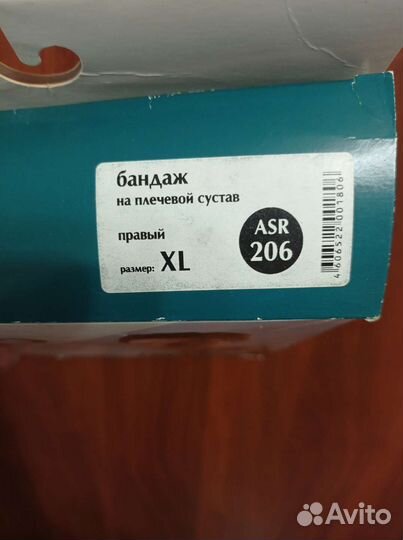 бандаж
на плечевой сустав
правый
размер: XL
ASR
206
4606522001806
Avito